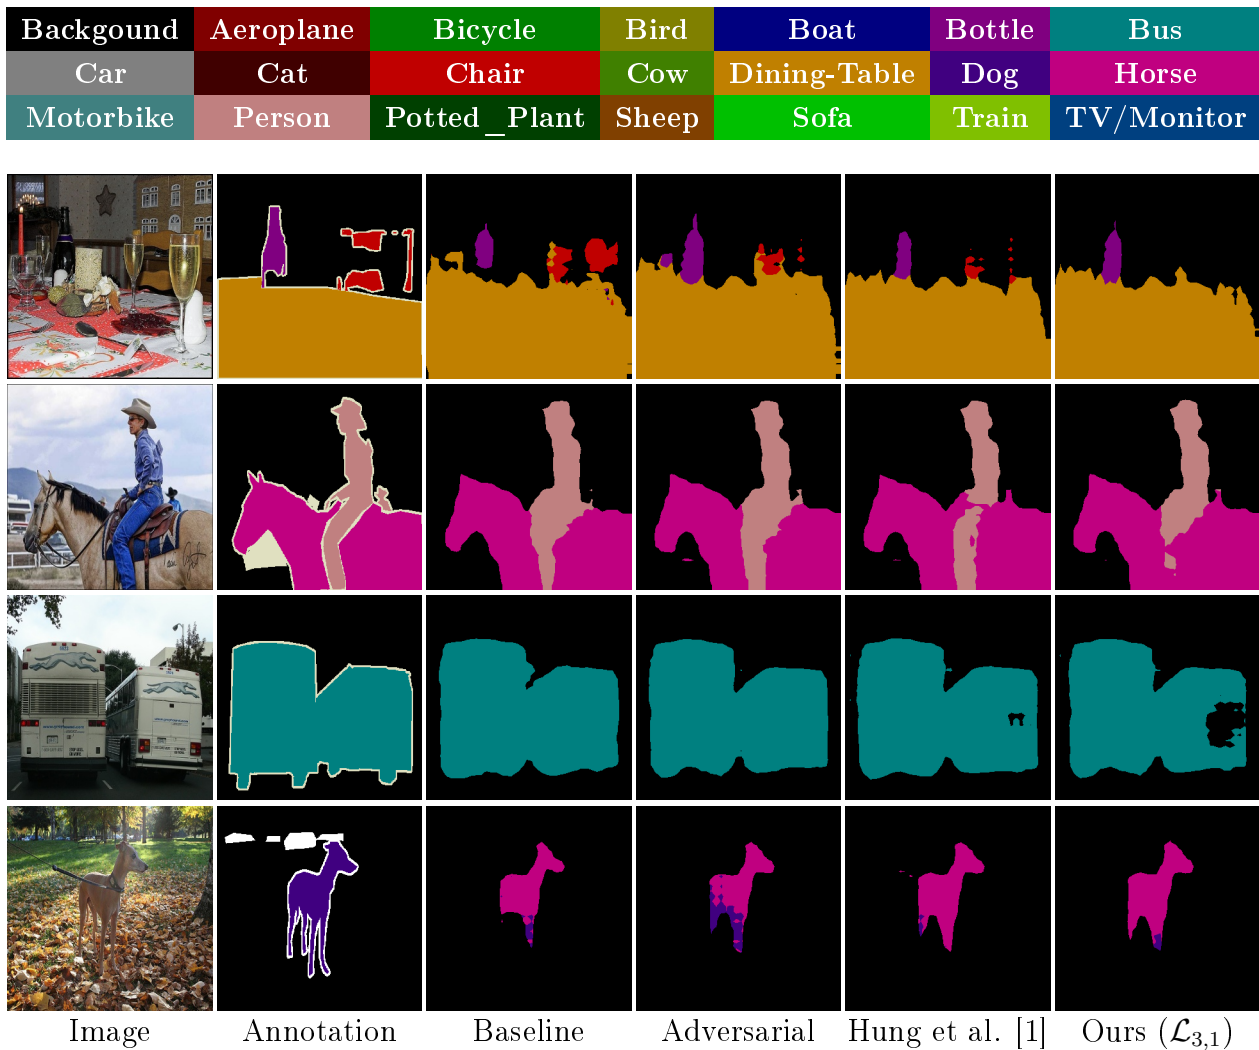 Backgound Aeroplane Bicycle Bird Boat Bottle Bus
Car Cat Chair Cow Dining-Table Dog Horse
Motorbike Person Potted_Plant Sheep Sofa Train TV/Monitor
Image Annotation Baseline Adversarial Hung et al. [1] Ours (𝓛₃,₁)